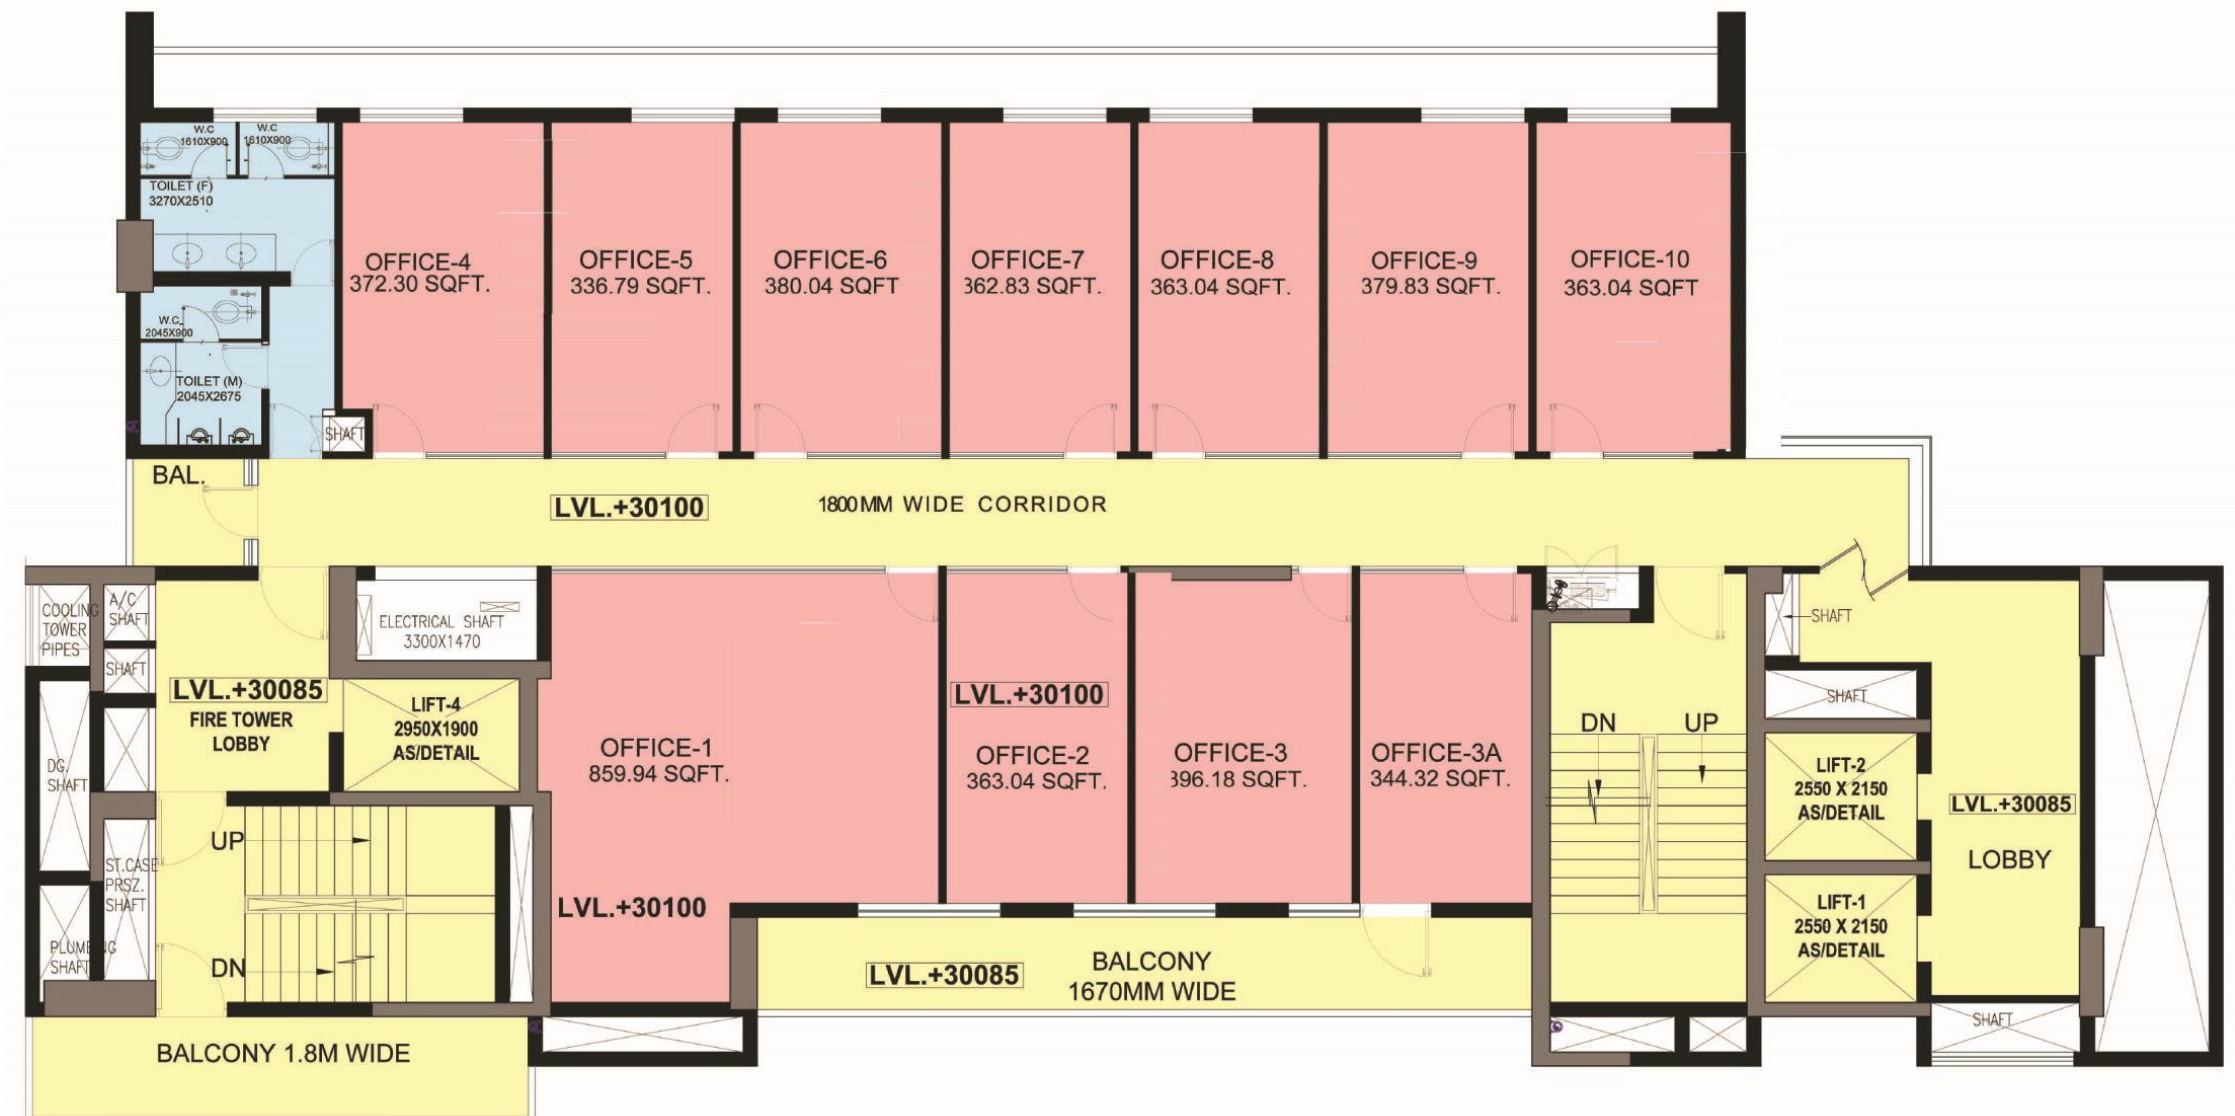 W.C
1610X900
W.C
1610X900
TOILET (F)
3270X2510
W.C.
2045X900
TOILET (M)
2045X2675
SHAFT
OFFICE-4
372.30 SQFT.
OFFICE-5
336.79 SQFT.
OFFICE-6
380.04 SQFT
OFFICE-7
362.83 SQFT.
OFFICE-8
363.04 SQFT.
OFFICE-9
379.83 SQFT.
OFFICE-10
363.04 SQFT
BAL.
LVL.+30100
1800MM WIDE CORRIDOR
COOLING
TOWER
PIPES
A/C
SHAFT
SHAFT
LVL.+30085
FIRE TOWER
LOBBY
ELECTRICAL SHAFT
3300X1470
LIFT-4
2950X1900
AS/DETAIL
DG.
SHAFT
ST.CASE
PRSZ.
SHAFT
PLUMBING
SHAFT
UP
DN
BALCONY 1.8M WIDE
OFFICE-1
859.94 SQFT.
LVL.+30100
LVL.+30100
OFFICE-2
363.04 SQFT.
OFFICE-3
396.18 SQFT.
OFFICE-3A
344.32 SQFT.
LVL.+30085
BALCONY
1670MM WIDE
DN
UP
SHAFT
SHAFT
LIFT-2
2550 X 2150
AS/DETAIL
LIFT-1
2550 X 2150
AS/DETAIL
LVL.+30085
LOBBY
SHAFT